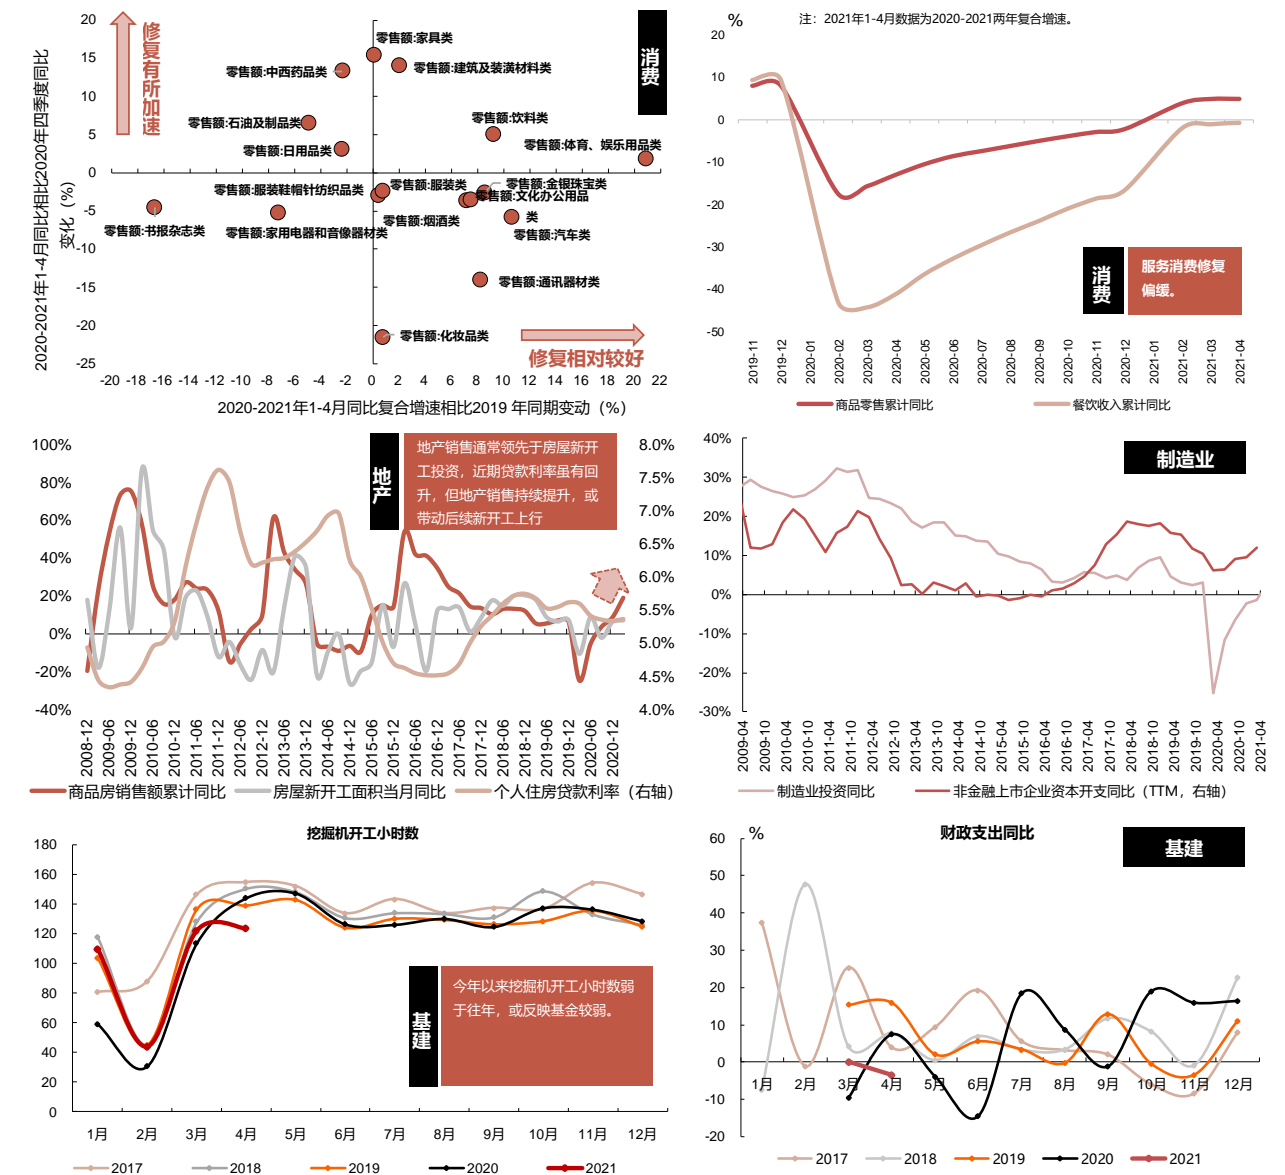 2020-2021年1-4月同比相比2020年四季度同比
变化（%）
修复有所加速
消费
20
15
10
5
0
-5
-10
-15
-20
-25
零售额:家具类
零售额:中西药品类
零售额:建筑及装潢材料类
零售额:石油及制品类
零售额:饮料类
零售额:日用品类
零售额:体育、娱乐用品类
零售额:服装鞋帽针纺织品类
零售额:服装类
零售额:金银珠宝类
零售额:文化办公用品
类
零售额:烟酒类
零售额:书报杂志类
零售额:家用电器和音像器材类
零售额:汽车类
零售额:通讯器材类
零售额:化妆品类
修复相对较好
-20 -18 -16 -14 -12 -10 -8 -6 -4 -2 0 2 4 6 8 10 12 14 16 18 20 22
2020-2021年1-4月同比复合增速相比2019 年同期变动（%）
%
注：2021年1-4月数据为2020-2021两年复合增速。
20
10
0
-10
-20
-30
-40
-50
消费
服务消费修复
偏缓。
2019-11 2019-12 2020-01 2020-02 2020-03 2020-04 2020-05 2020-06 2020-07 2020-08 2020-09 2020-10 2020-11 2020-12 2021-01 2021-02 2021-03 2021-04
商品零售累计同比 餐饮收入累计同比
地产
地产销售通常领先于房屋新开
工投资，近期贷款利率虽有回
升，但地产销售持续提升，或
带动后续新开工上行
100%
80%
60%
40%
20%
0%
-20%
-40%
8.0%
7.5%
7.0%
6.5%
6.0%
5.5%
5.0%
4.5%
4.0%
2008-12 2009-06 2009-12 2010-06 2010-12 2011-06 2011-12 2012-06 2012-12 2013-06 2013-12 2014-06 2014-12 2015-06 2015-12 2016-06 2016-12 2017-06 2017-12 2018-06 2018-12 2019-06 2019-12 2020-06 2020-12
商品房销售额累计同比 房屋新开工面积当月同比 个人住房贷款利率（右轴）
制造业
40%
30%
20%
10%
0%
-10%
-20%
-30%
2009-04 2009-10 2010-04 2010-10 2011-04 2011-10 2012-04 2012-10 2013-04 2013-10 2014-04 2014-10 2015-04 2015-10 2016-04 2016-10 2017-04 2017-10 2018-04 2018-10 2019-04 2019-10 2020-04 2020-10 2021-04
制造业投资同比 非金融上市企业资本开支同比（TTM，右轴）
挖掘机开工小时数
180
160
140
120
100
80
60
40
20
0
基建
今年以来挖掘机开工小时数弱
于往年，或反映基金较弱。
1月 2月 3月 4月 5月 6月 7月 8月 9月 10月 11月 12月
2017 2018 2019 2020 2021
%
财政支出同比
基建
60
50
40
30
20
10
0
-10
-20
1月 2月 3月 4月 5月 6月 7月 8月 9月 10月 11月 12月
2017 2018 2019 2020 2021